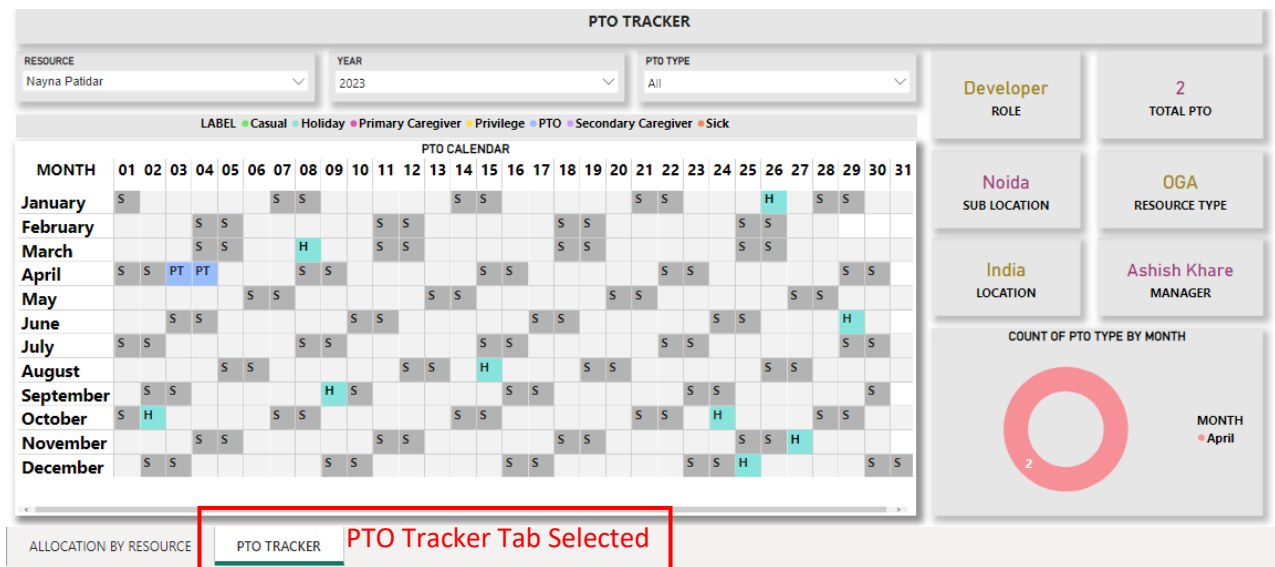 PTO TRACKER
RESOURCE
Nayna Patidar
YEAR
2023
PTO TYPE
All
Developer
ROLE
2
TOTAL PTO
LABEL Casual Holiday Primary Caregiver Privilege PTO Secondary Caregiver Sick
PTO CALENDAR
MONTH 01 02 03 04 05 06 07 08 09 10 11 12 13 14 15 16 17 18 19 20 21 22 23 24 25 26 27 28 29 30 31
January S S S S S S S H S S
February S S S S S S S S
March S S H S S S S S S
April S S PT PT S S S S S S S S
May S S S S S S S S
June S S S S S S S S H
July S S S S S S S S S S
August S S S S H S S S S
September S S H S S S S S S
October S H S S S S S S H S S
November S S S S S S S S H
December S S S S S S S S H S S
Noida
SUB LOCATION
OGA
RESOURCE TYPE
India
LOCATION
Ashish Khare
MANAGER
COUNT OF PTO TYPE BY MONTH
MONTH
April
2
ALLOCATION BY RESOURCE
PTO TRACKER
PTO Tracker Tab Selected